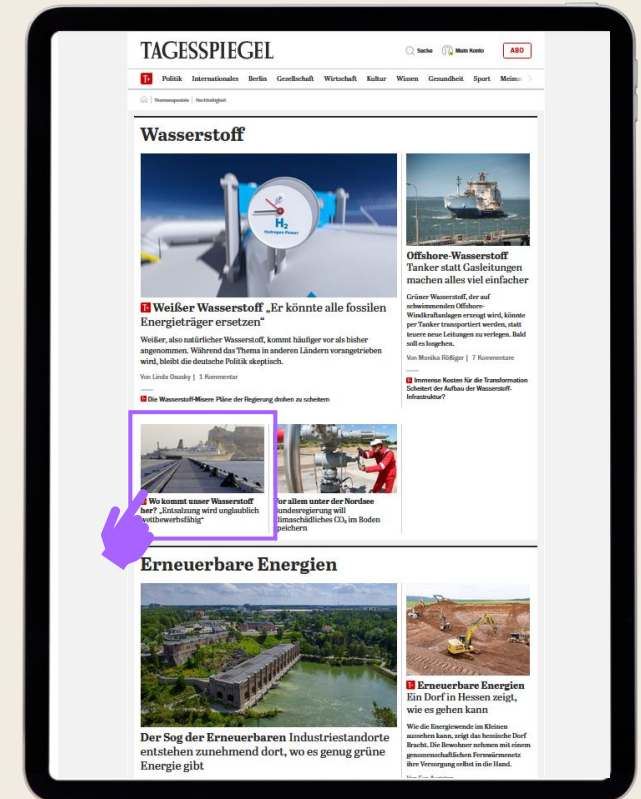 TAGESSPIEGEL
Suche
Mein Konto
ABO
T+ Politik Internationales Berlin Gesellschaft Wirtschaft Kultur Wissen Gesundheit Sport
Themenspeziale | Nachhaltigkeit
Wasserstoff
H2
Hydrogen Power
T+ Weißer Wasserstoff „Er könnte alle fossilen
Energieträger ersetzen“
Weißer, also natürlicher Wasserstoff, kommt häufiger vor als bisher
angenommen. Während das Thema in anderen Ländern vorangetrieben
wird, bleibt die deutsche Politik skeptisch.
Von Linda Osusky | 1 Kommentar
T+ Die Wasserstoff-Misere Pläne der Regierung drohen zu scheitern
Offshore-Wasserstoff
Tanker statt Gasleitungen
machen alles viel einfacher
Grüner Wasserstoff, der auf
schwimmenden Offshore-
Windkraftanlagen erzeugt wird, könnte
per Tanker transportiert werden, statt
teuere neue Leitungen zu verlegen. Bald
soll es losgehen.
Von Monika Rößiger | 7 Kommentare
T+ Immense Kosten für die Transformation
Scheitert der Aufbau der Wasserstoff-
Infrastruktur?
Wo kommt unser Wasserstoff
her? „Entsalzung wird unglaublich
wettbewerbsfähig“
Vor allem unter der Nordsee
Bundesregierung will
klimaschädliches CO₂ im Boden
speichern
Erneuerbare Energien
Der Sog der Erneuerbaren Industriestandorte
entstehen zunehmend dort, wo es genug grüne
Energie gibt
T+ Erneuerbare Energien
Ein Dorf in Hessen zeigt,
wie es gehen kann
Wie die Energiewende im Kleinen
aussehen kann, zeigt das hessische Dorf
Bracht. Die Bewohner nehmen mit einem
genossenschaftlichen Fernwärmenetz
ihre Versorgung selbst in die Hand.